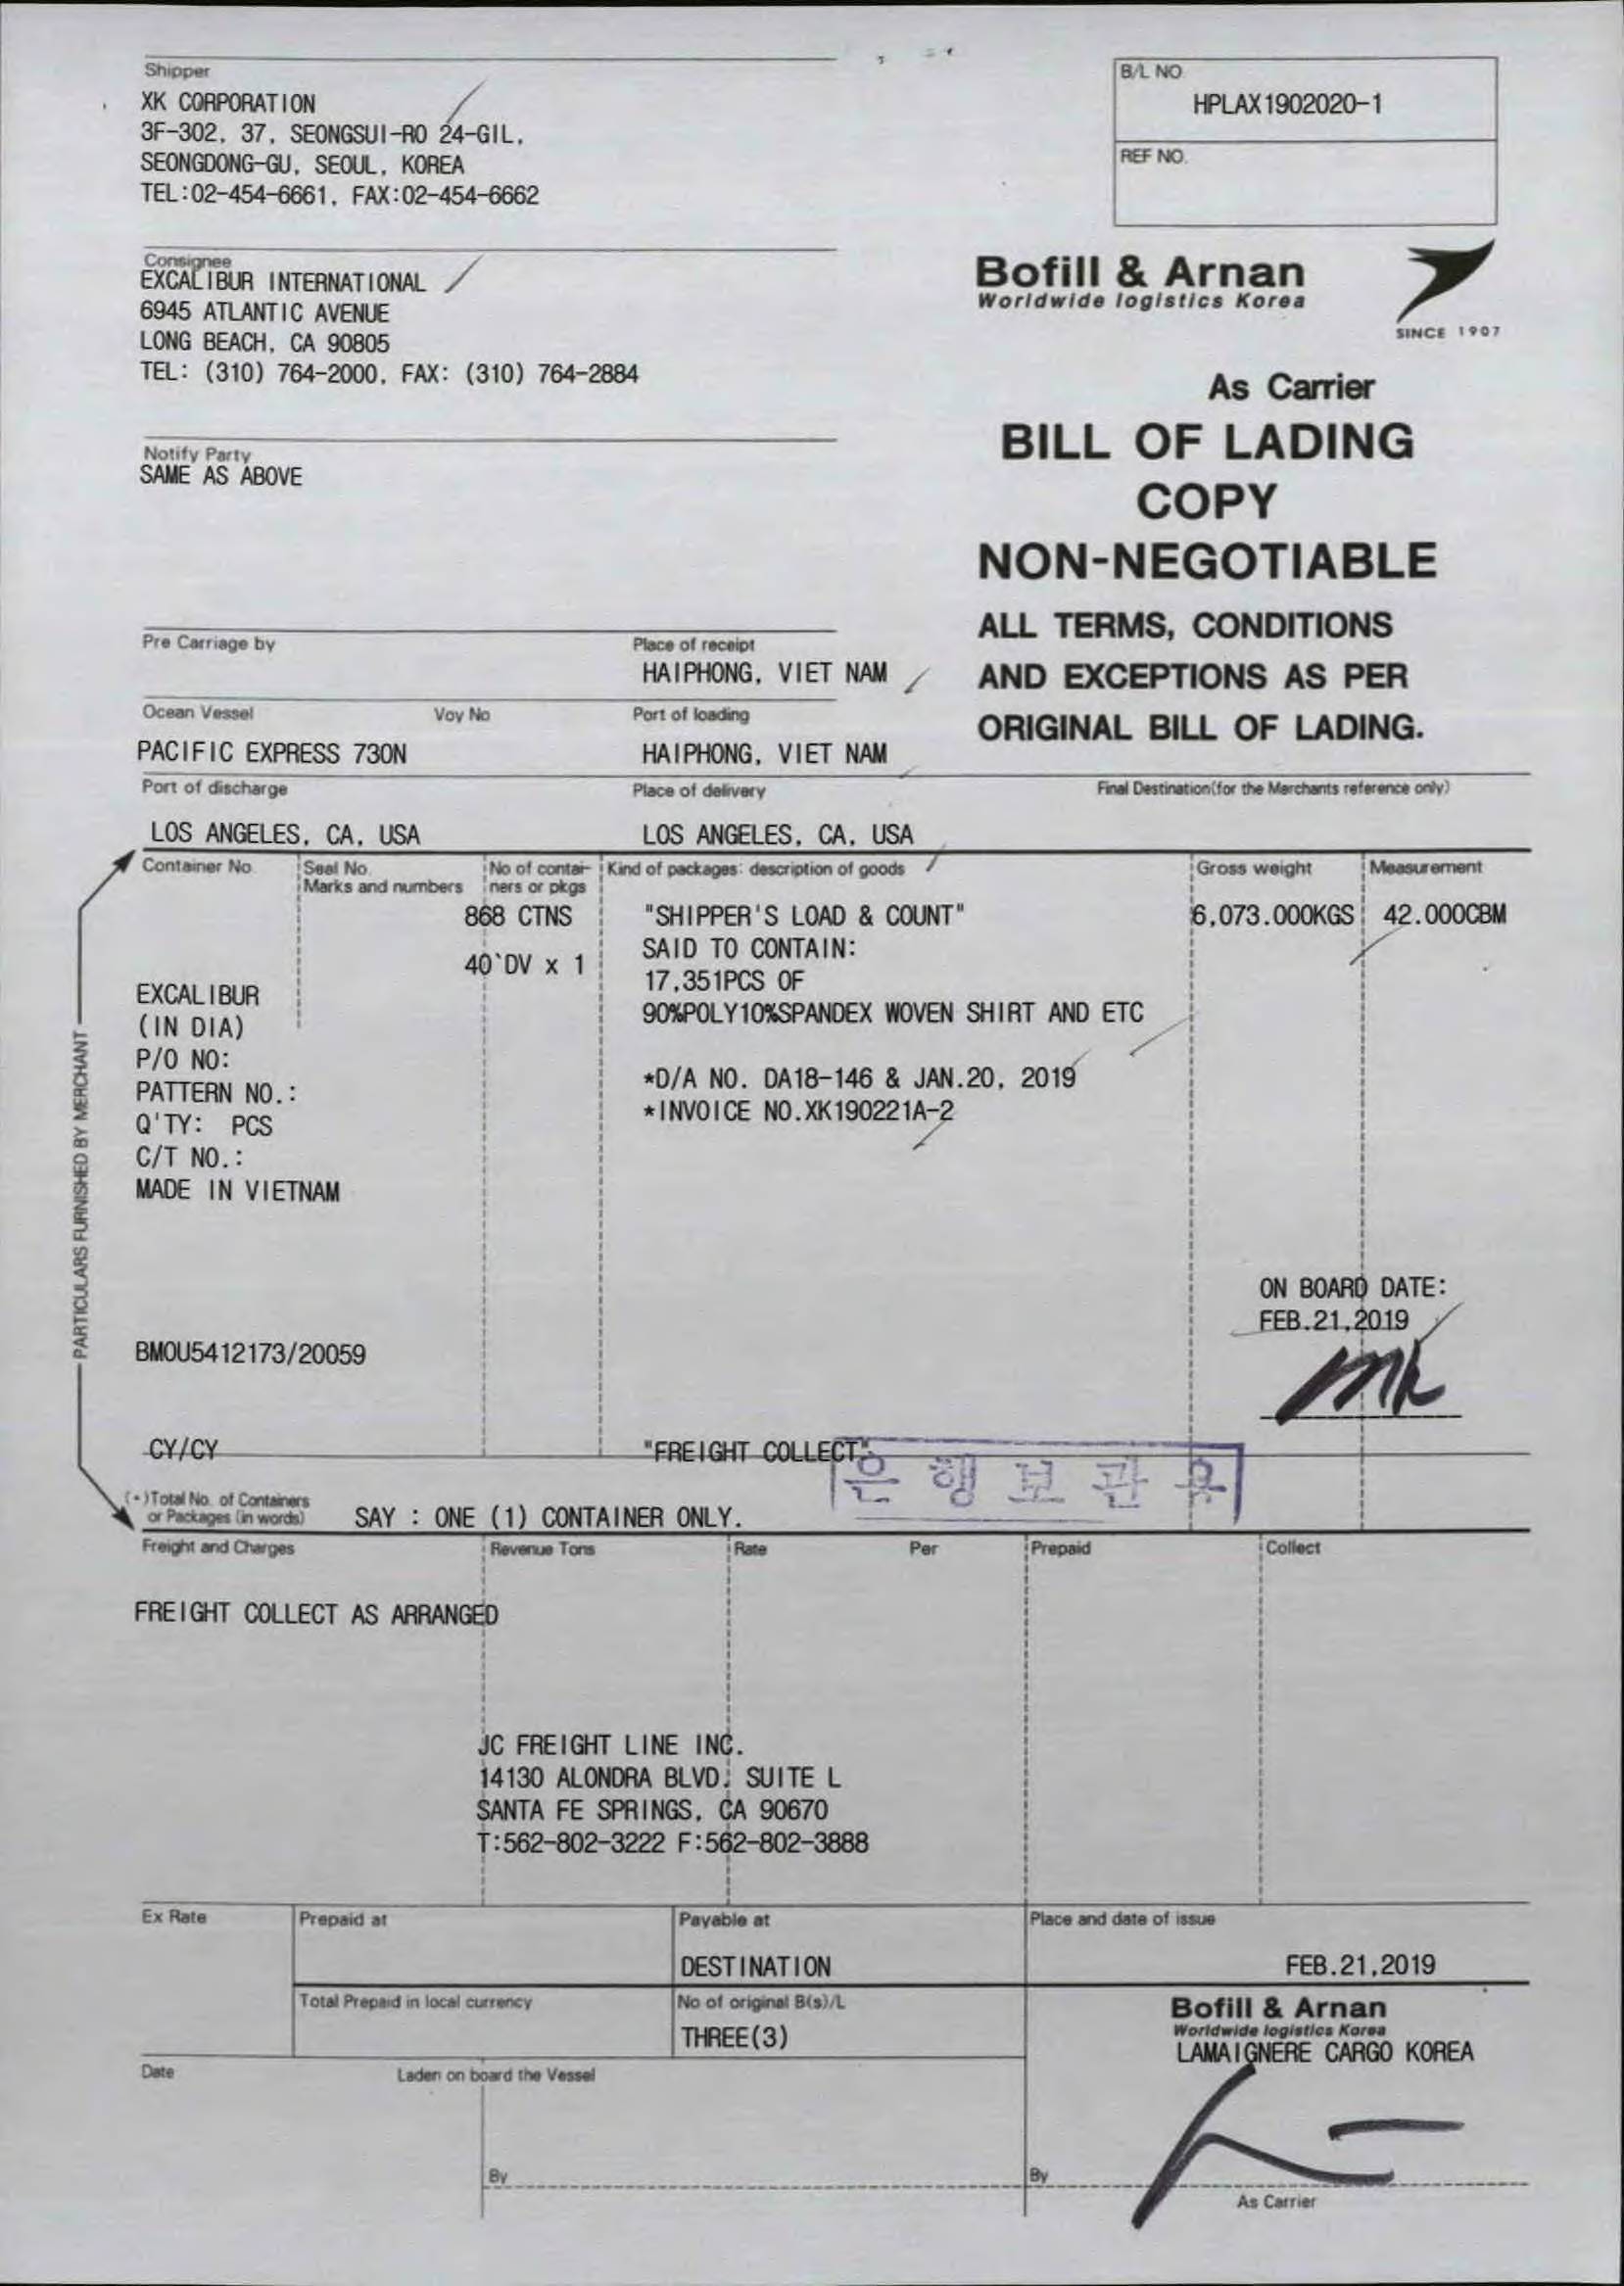 Shipper
XK CORPORATION
3F-302, 37, SEONGSUI-RO 24-GIL,
SEONGDONG-GU, SEOUL, KOREA
TEL:02-454-6661, FAX:02-454-6662
B/L NO.
HPLAX1902020-1
REF NO.
Consignee
EXCALIBUR INTERNATIONAL
6945 ATLANTIC AVENUE
LONG BEACH, CA 90805
TEL: (310) 764-2000, FAX: (310) 764-2884
Bofill & Arnan
Worldwide logistics Korea
SINCE 1907
As Carrier
BILL OF LADING
COPY
NON-NEGOTIABLE
ALL TERMS, CONDITIONS
AND EXCEPTIONS AS PER
ORIGINAL BILL OF LADING.
Notify Party
SAME AS ABOVE
Pre Carriage by
Place of receipt
HAIPHONG, VIET NAM
Ocean Vessel Voy No Port of loading
PACIFIC EXPRESS 730N HAIPHONG, VIET NAM
Port of discharge Place of delivery Final Destination(for the Merchants reference only)
LOS ANGELES, CA, USA LOS ANGELES, CA, USA
Container No. Seal No. No of contai- Kind of packages: description of goods Gross weight Measurement
Marks and numbers ners or pkgs
868 CTNS "SHIPPER'S LOAD & COUNT" 6,073.000KGS 42.000CBM
SAID TO CONTAIN:
40`DV x 1
17,351PCS OF
90%POLY10%SPANDEX WOVEN SHIRT AND ETC
EXCALIBUR
(IN DIA)
P/O NO:
PATTERN NO.:
Q'TY: PCS
C/T NO.:
MADE IN VIETNAM
*D/A NO. DA18-146 & JAN.20, 2019
*INVOICE NO.XK190221A-2
PARTICULARS FURNISHED BY MERCHANT
ON BOARD DATE:
FEB.21,2019
BMOU5412173/20059
CY/CY "FREIGHT COLLECT"
은행보관용
(*)Total No. of Containers
or Packages (in words)
SAY : ONE (1) CONTAINER ONLY.
Freight and Charges Revenue Tons Rate Per Prepaid Collect
FREIGHT COLLECT AS ARRANGED
JC FREIGHT LINE INC.
14130 ALONDRA BLVD, SUITE L
SANTA FE SPRINGS, CA 90670
T:562-802-3222 F:562-802-3888
Ex Rate Prepaid at Payable at Place and date of issue
DESTINATION FEB.21,2019
Total Prepaid in local currency No of original B(s)/L
THREE(3)
Bofill & Arnan
Worldwide logistics Korea
LAMAIGNERE CARGO KOREA
Date Laden on board the Vessel
By By
As Carrier